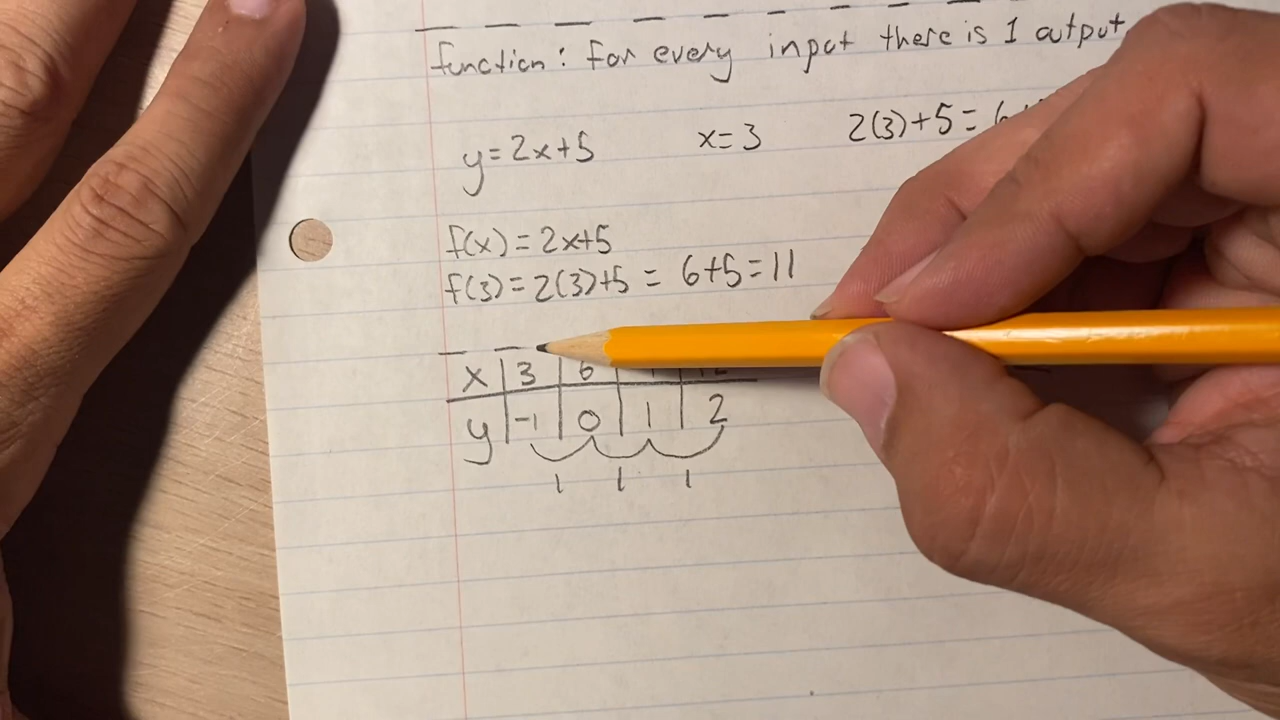 function: for every input there is 1 output
y=2x+5 x=3 2(3)+5=
f(x)=2x+5
f(3)=2(3)+5 = 6+5=11
x 3 6
y -1 0 1 2
1 1 1